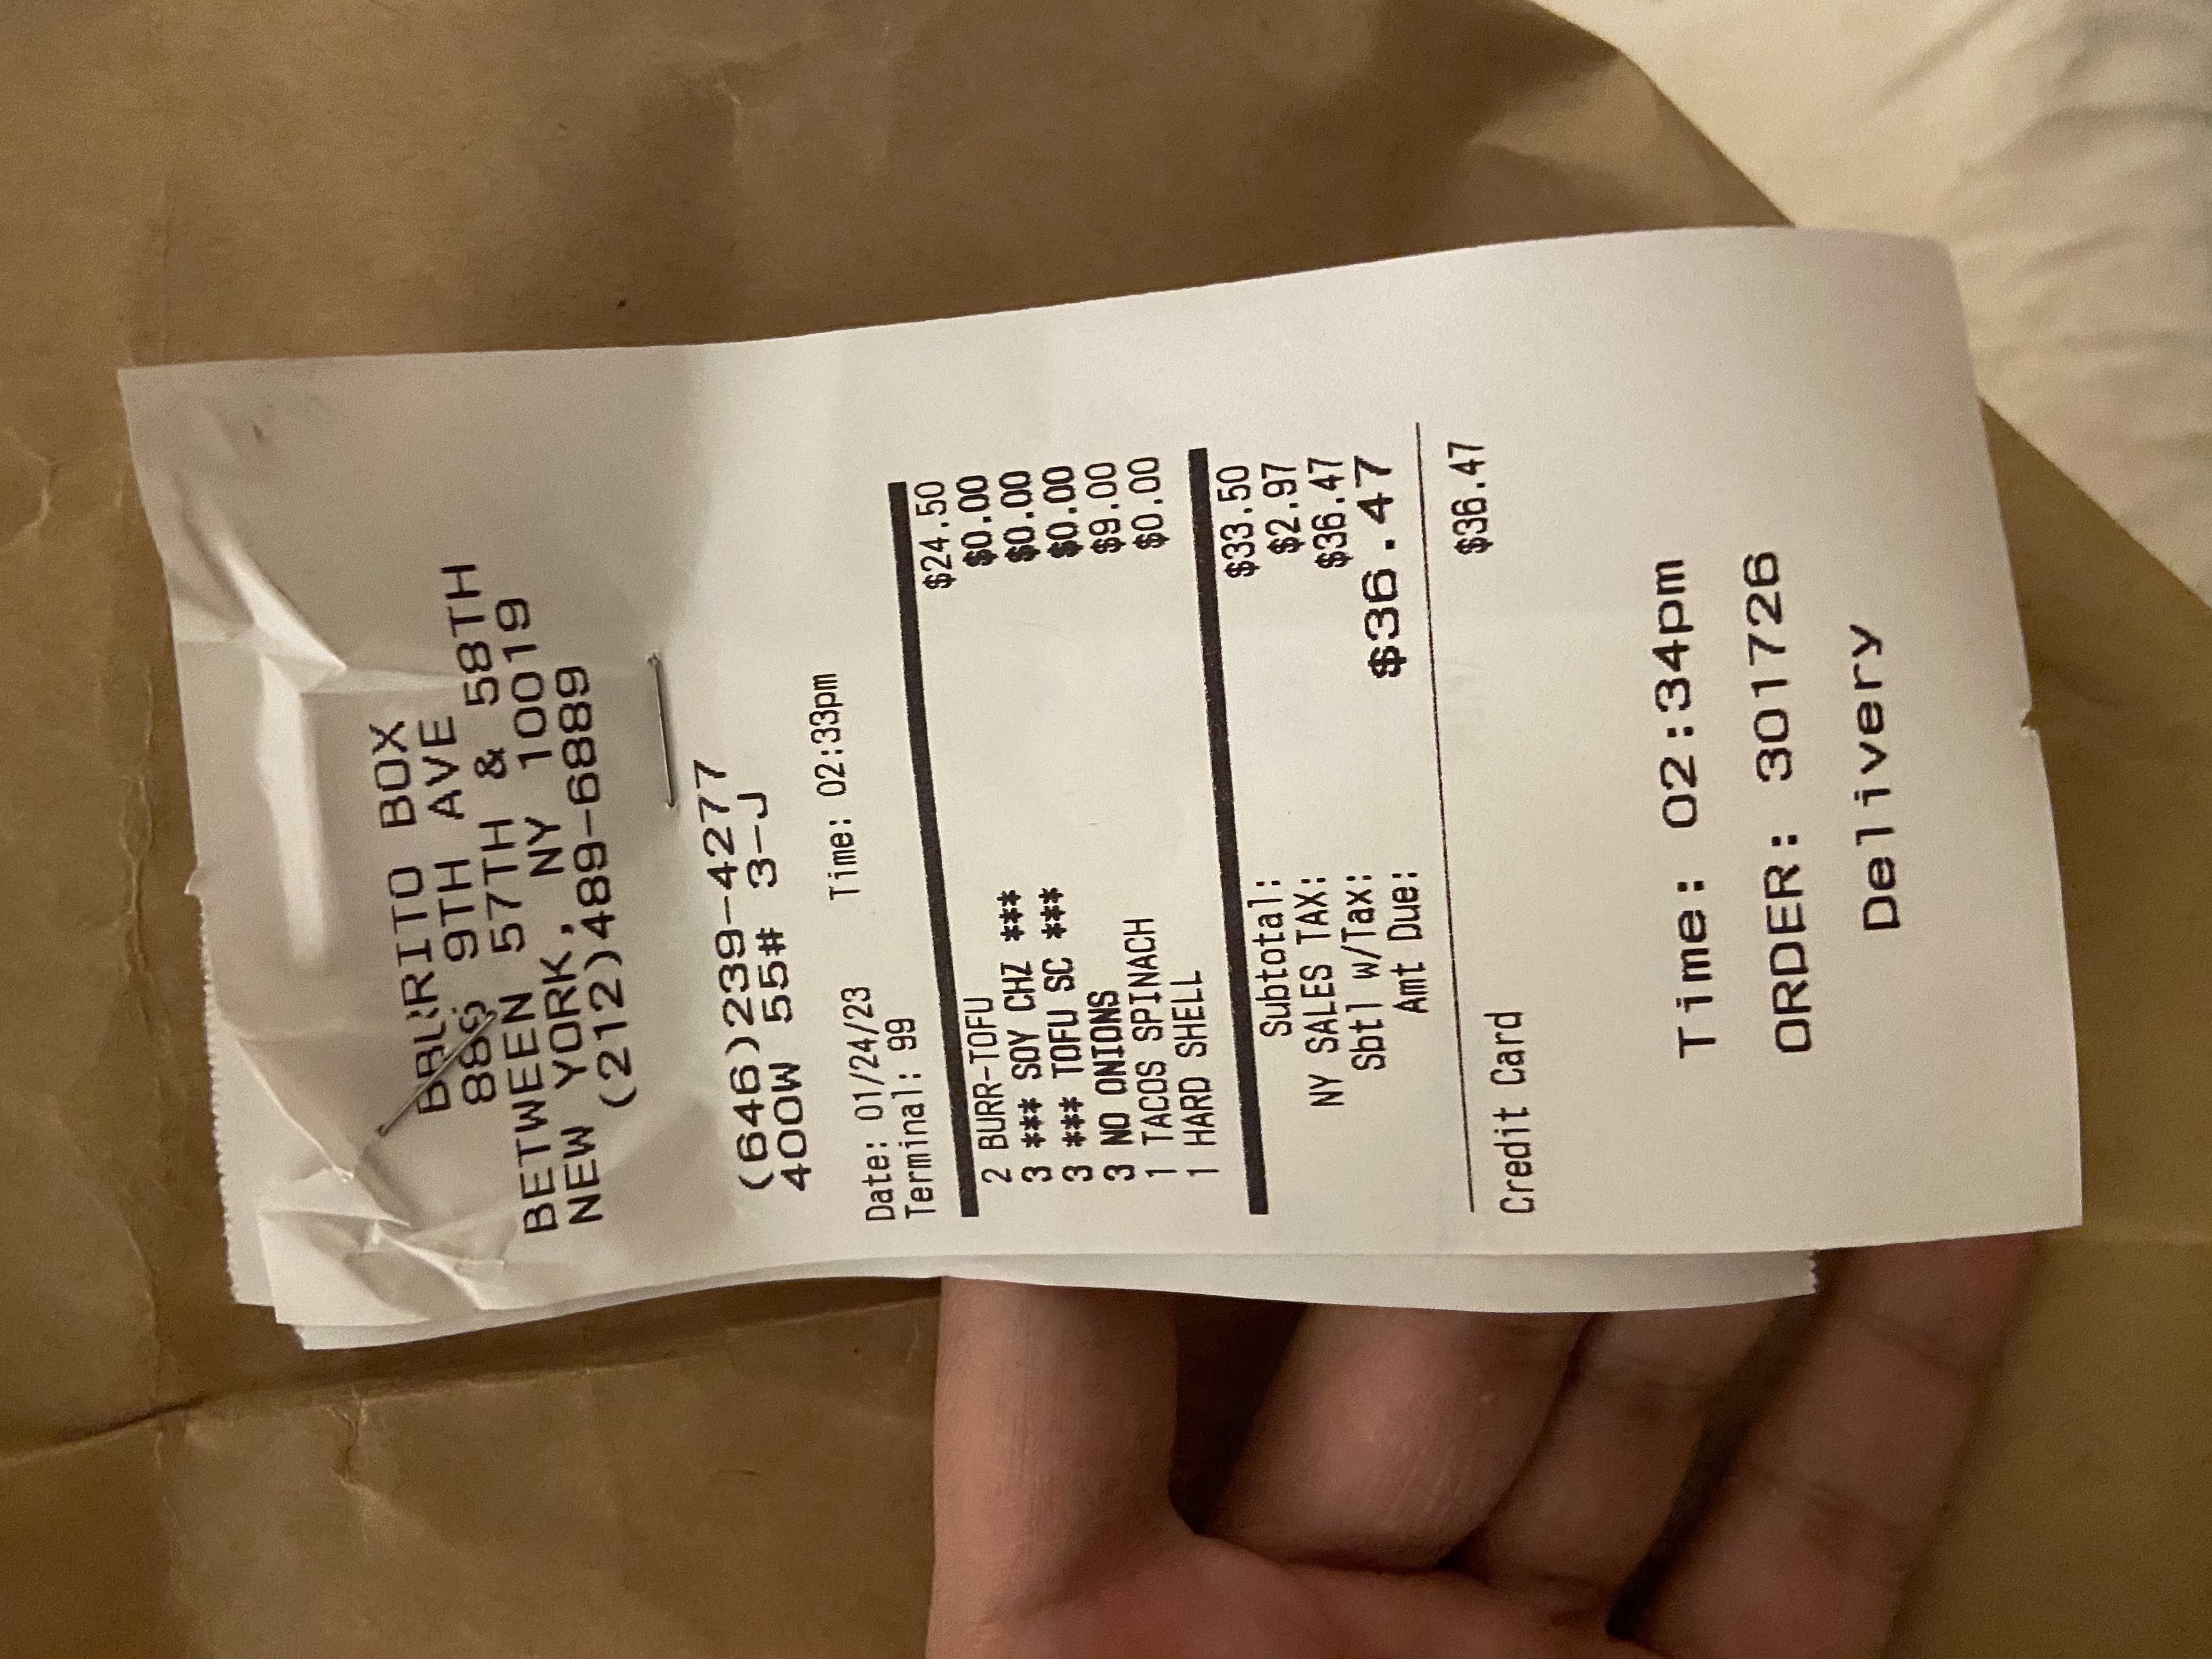 BURRITO BOX
885 9TH AVE
BETWEEN 57TH & 58TH
NEW YORK, NY 10019
(212)489-6889
(646)239-4277
400W 55# 3-J
Date: 01/24/23 Time: 02:33pm
Terminal: 99
2 BURR-TOFU $24.50
3 *** SOY CHZ *** $0.00
3 *** TOFU SC *** $0.00
3 NO ONIONS $0.00
1 TACOS SPINACH $9.00
1 HARD SHELL $0.00
Subtotal: $33.50
NY SALES TAX: $2.97
Sbtl w/Tax: $36.47
Amt Due: $36.47
Credit Card $36.47
Time: 02:34pm
ORDER: 301726
Delivery